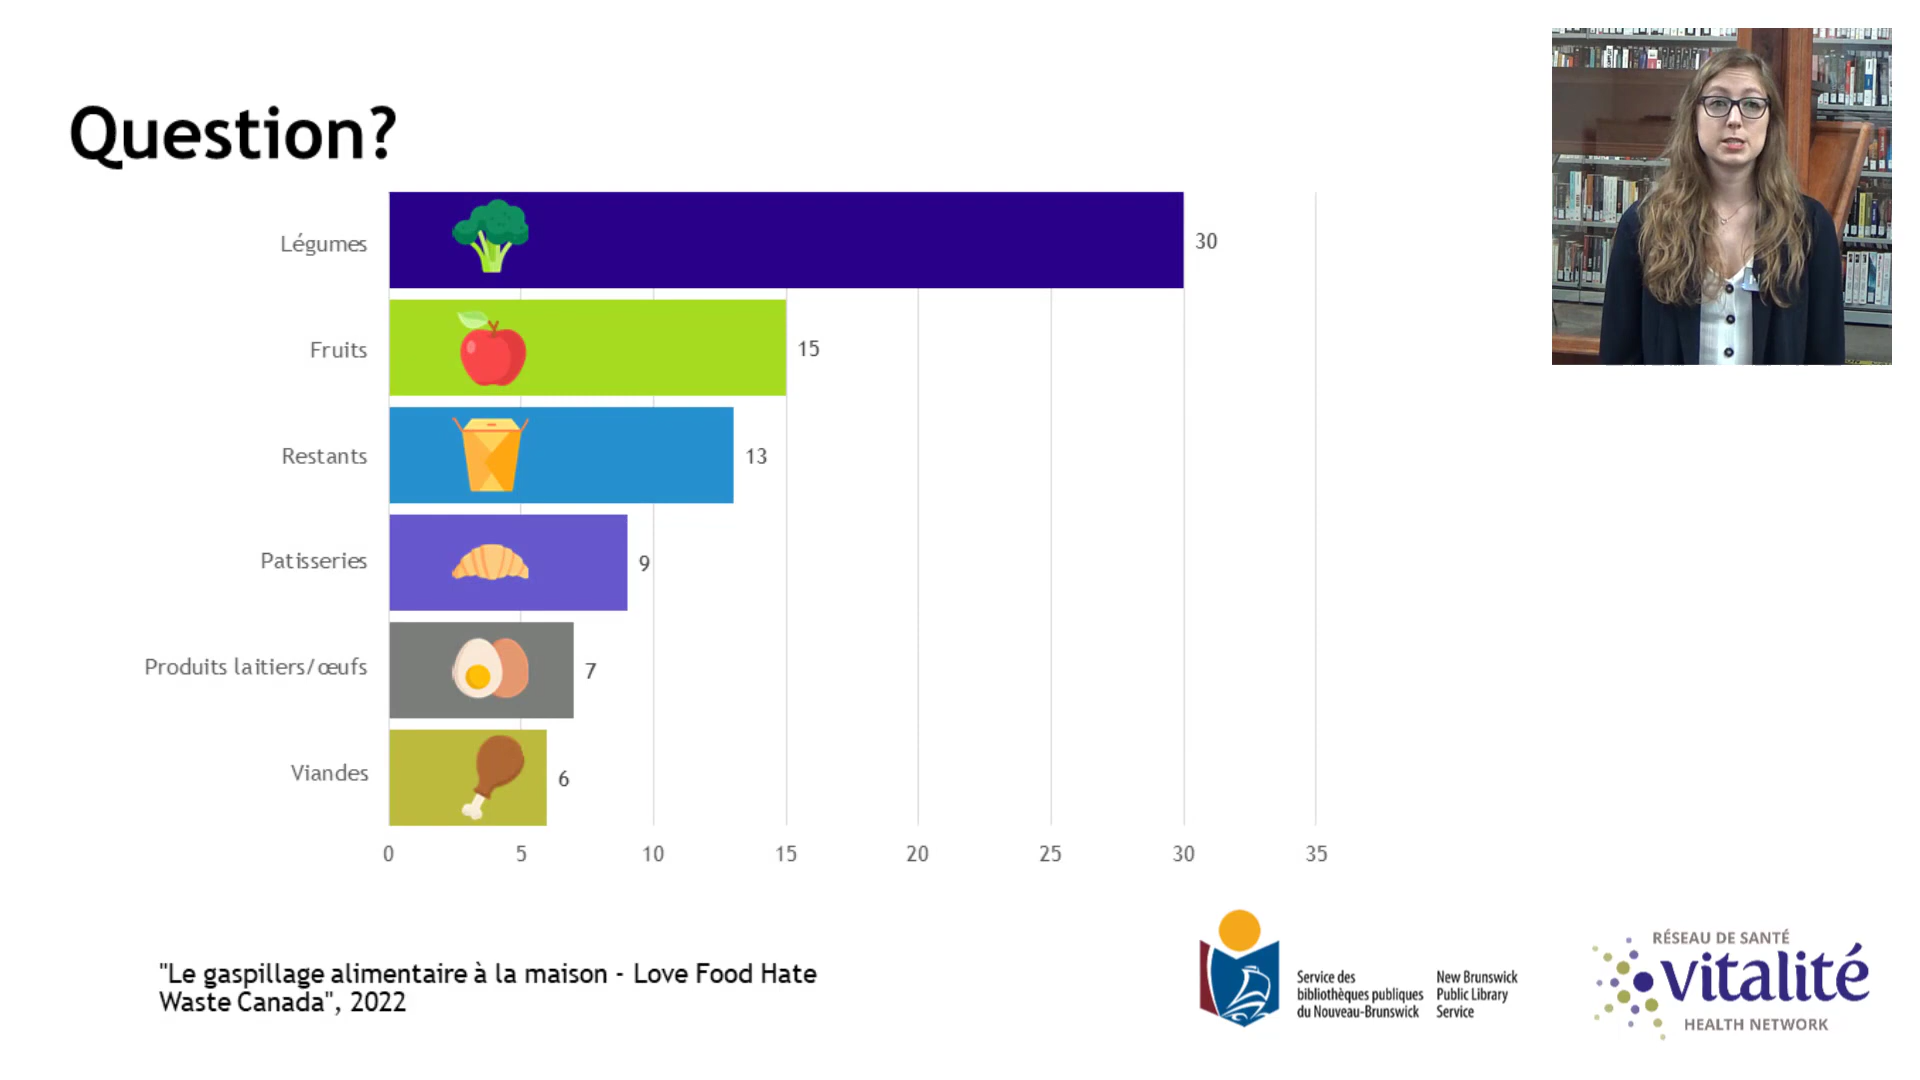 Question?
Légumes
30
Fruits
15
Restants
13
Patisseries
9
Produits laitiers/œufs
7
Viandes
6
0 5 10 15 20 25 30 35
"Le gaspillage alimentaire à la maison - Love Food Hate
Waste Canada", 2022
Service des
bibliothèques publiques
du Nouveau-Brunswick
New Brunswick
Public Library
Service
RÉSEAU DE SANTÉ
vitalité
HEALTH NETWORK